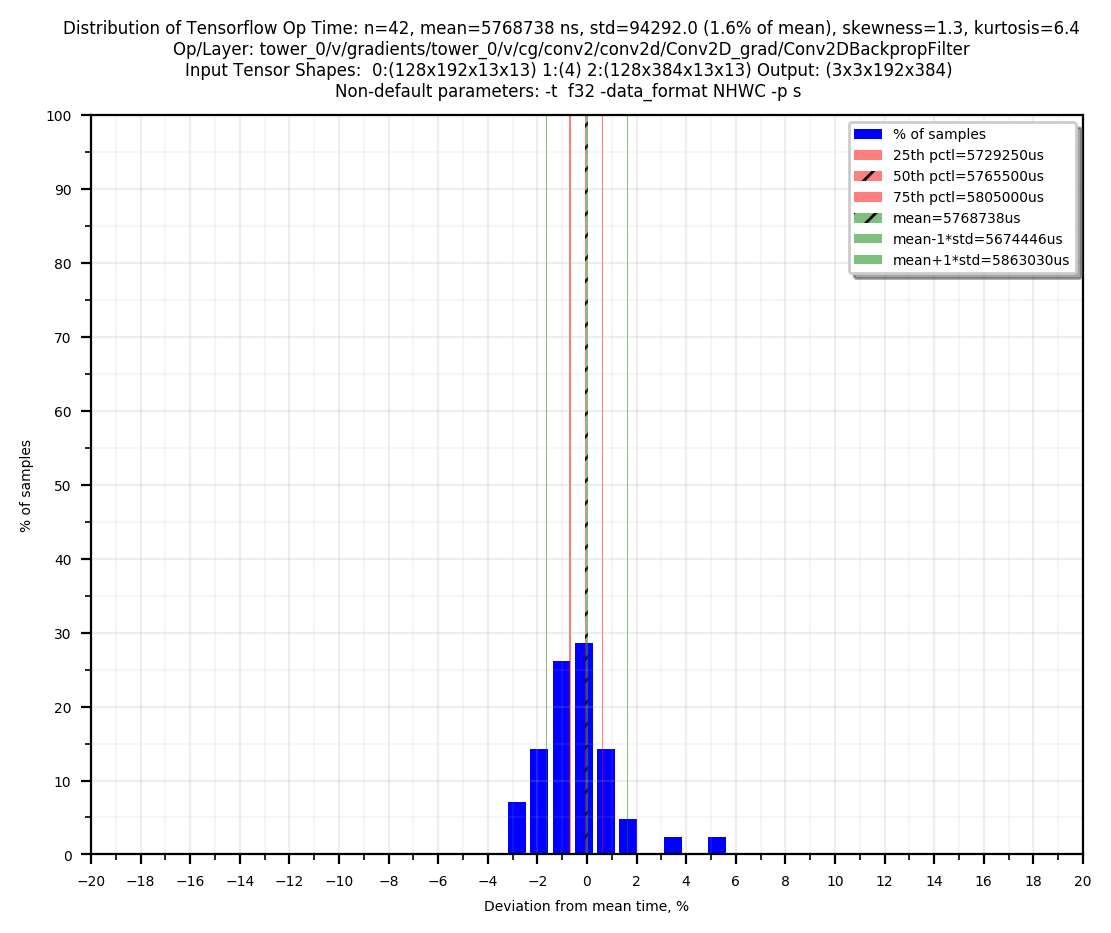 Distribution of Tensorflow Op Time: n=42, mean=5768738 ns, std=94292.0 (1.6% of mean), skewness=1.3, kurtosis=6.4
Op/Layer: tower_0/v/gradients/tower_0/v/cg/conv2/conv2d/Conv2D_grad/Conv2DBackpropFilter
Input Tensor Shapes:  0:(128x192x13x13) 1:(4) 2:(128x384x13x13) Output: (3x3x192x384)
Non-default parameters: -t  f32 -data_format NHWC -p s
% of samples
25th pctl=5729250us
50th pctl=5765500us
75th pctl=5805000us
mean=5768738us
mean-1*std=5674446us
mean+1*std=5863030us
100
90
80
70
60
50
40
30
20
10
0
% of samples
−20 −18 −16 −14 −12 −10 −8 −6 −4 −2 0 2 4 6 8 10 12 14 16 18 20
Deviation from mean time, %